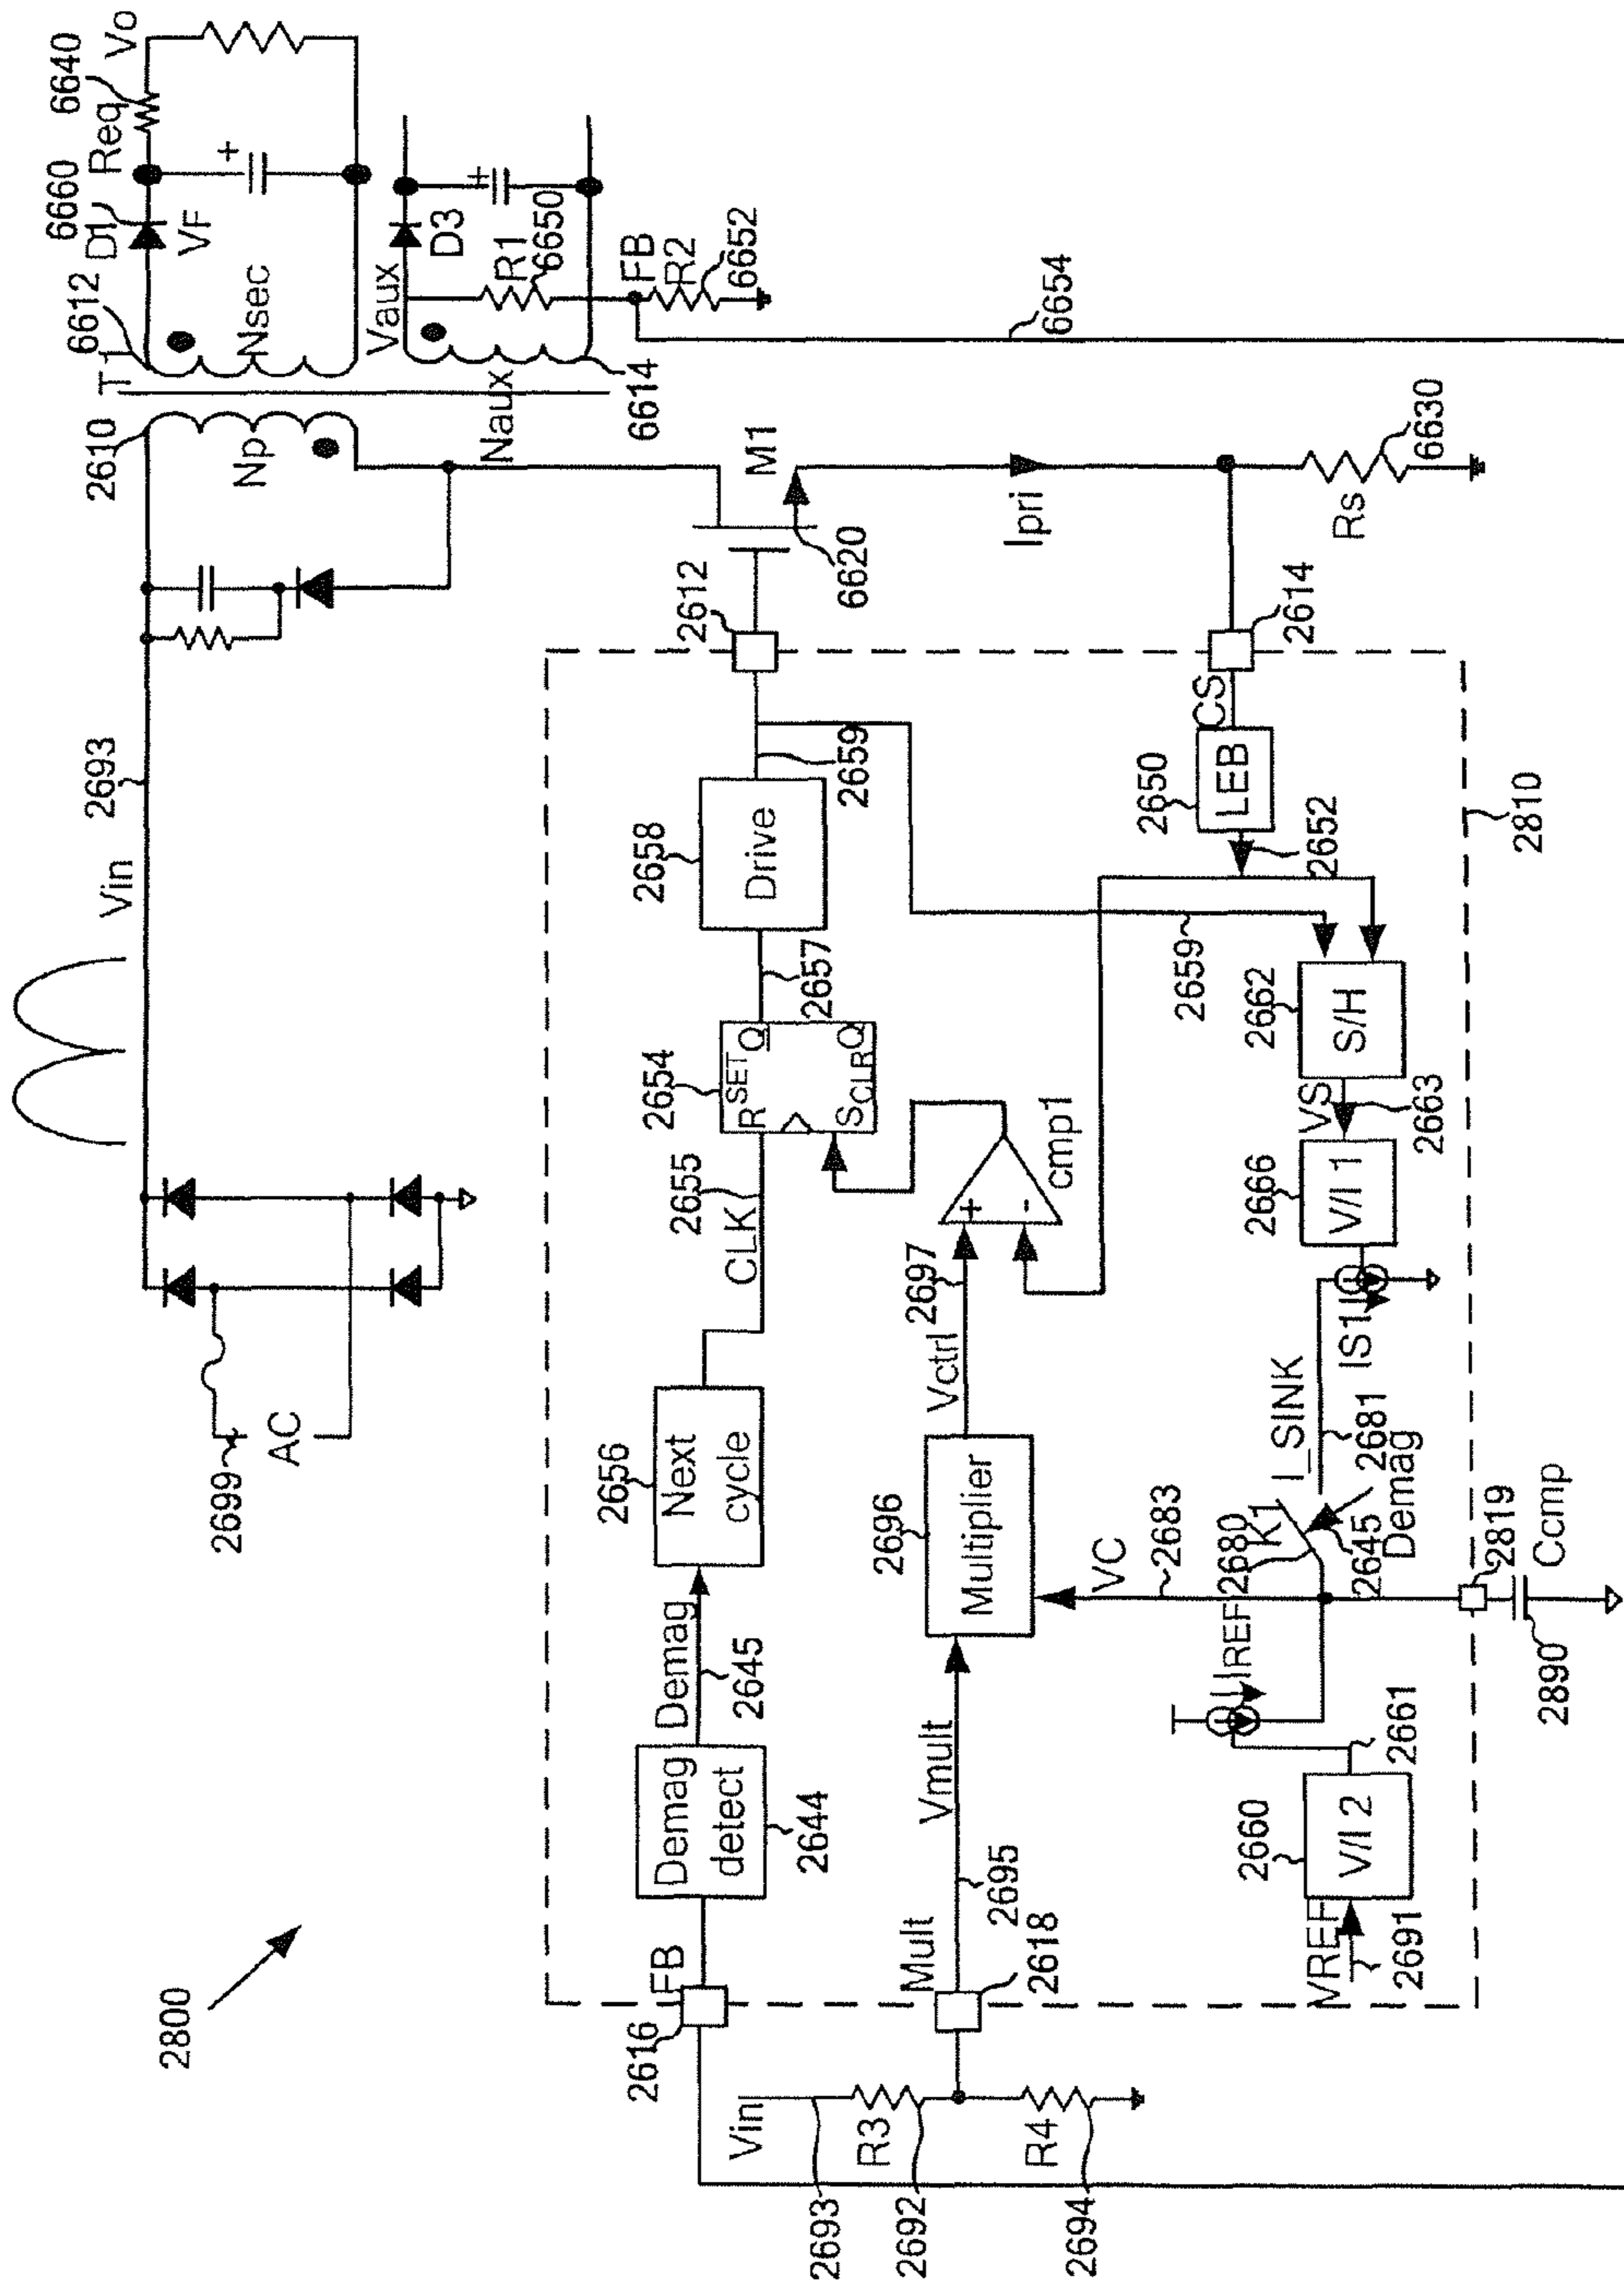 2800
2699
AC
Vin
2693
2610
Np
T1
6612
Nsec
D1
6660
VF
Req
6640
Vo
Vaux
Naux
6614
D3
R1
6650
FB
R2
6652
6654
2616
FB
Demag
detect
2644
Demag
2645
2656
Next
cycle
CLK
2655
2654
R
SET
Q
S
CLR
Q
2657
2658
Drive
2659
2612
M1
6620
Ipri
Rs
6630
Vin
2693
R3
2692
R4
2694
Mult
2618
Vmult
2695
2696
Multiplier
Vctrl
2697
+
-
cmp1
2659
2650
LEB
2652
CS
2614
2810
VREF
2691
2660
V/I 2
2661
IREF
VC
2683
2680
K1
2645
Demag
I_SINK
2681
IS1
2666
V/I 1
VS
2663
2662
S/H
2819
Ccmp
2890